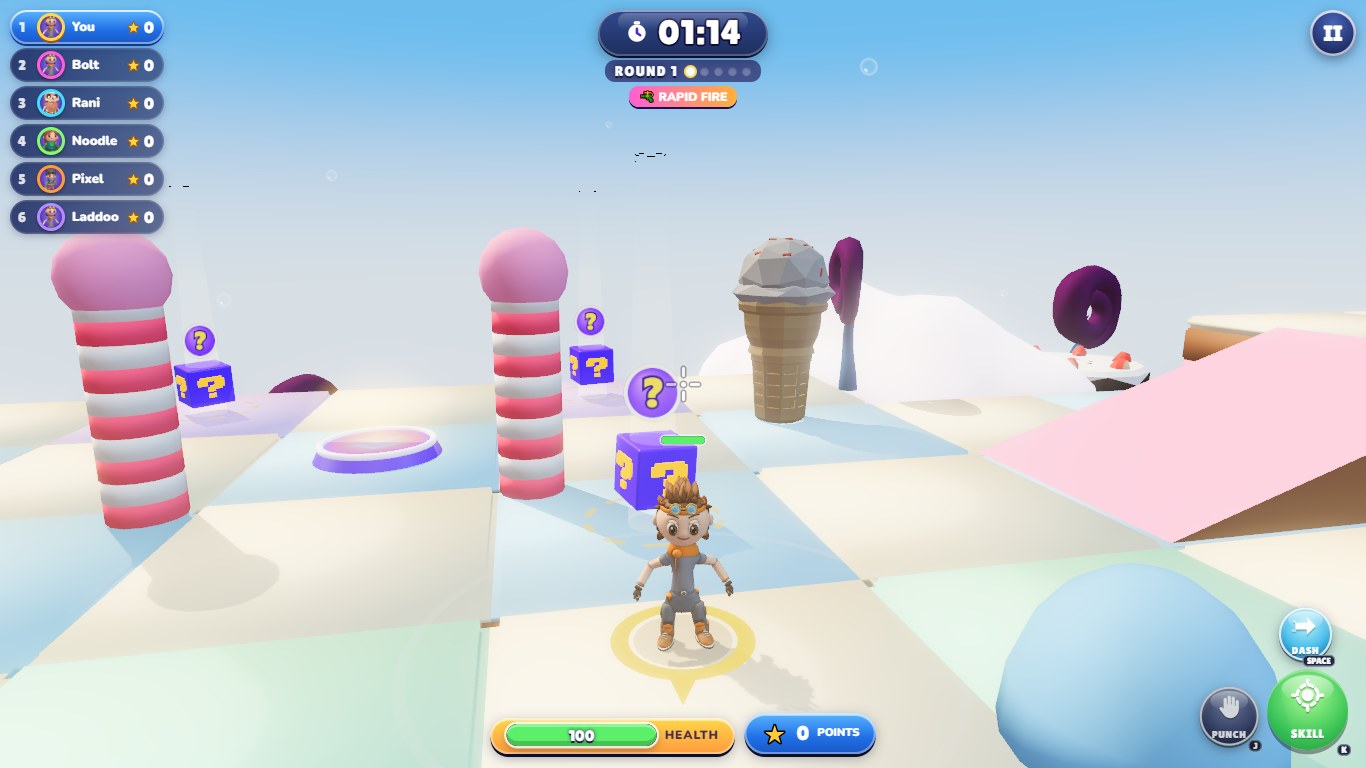 1 You 0
2 Bolt 0
3 Rani 0
4 Noodle 0
5 Pixel 0
6 Laddoo 0
01:14
ROUND 1
RAPID FIRE
?
?
?
? ?
? ?
? ?
DASH
SPACE
PUNCH
J
SKILL
K
100 HEALTH
0 POINTS